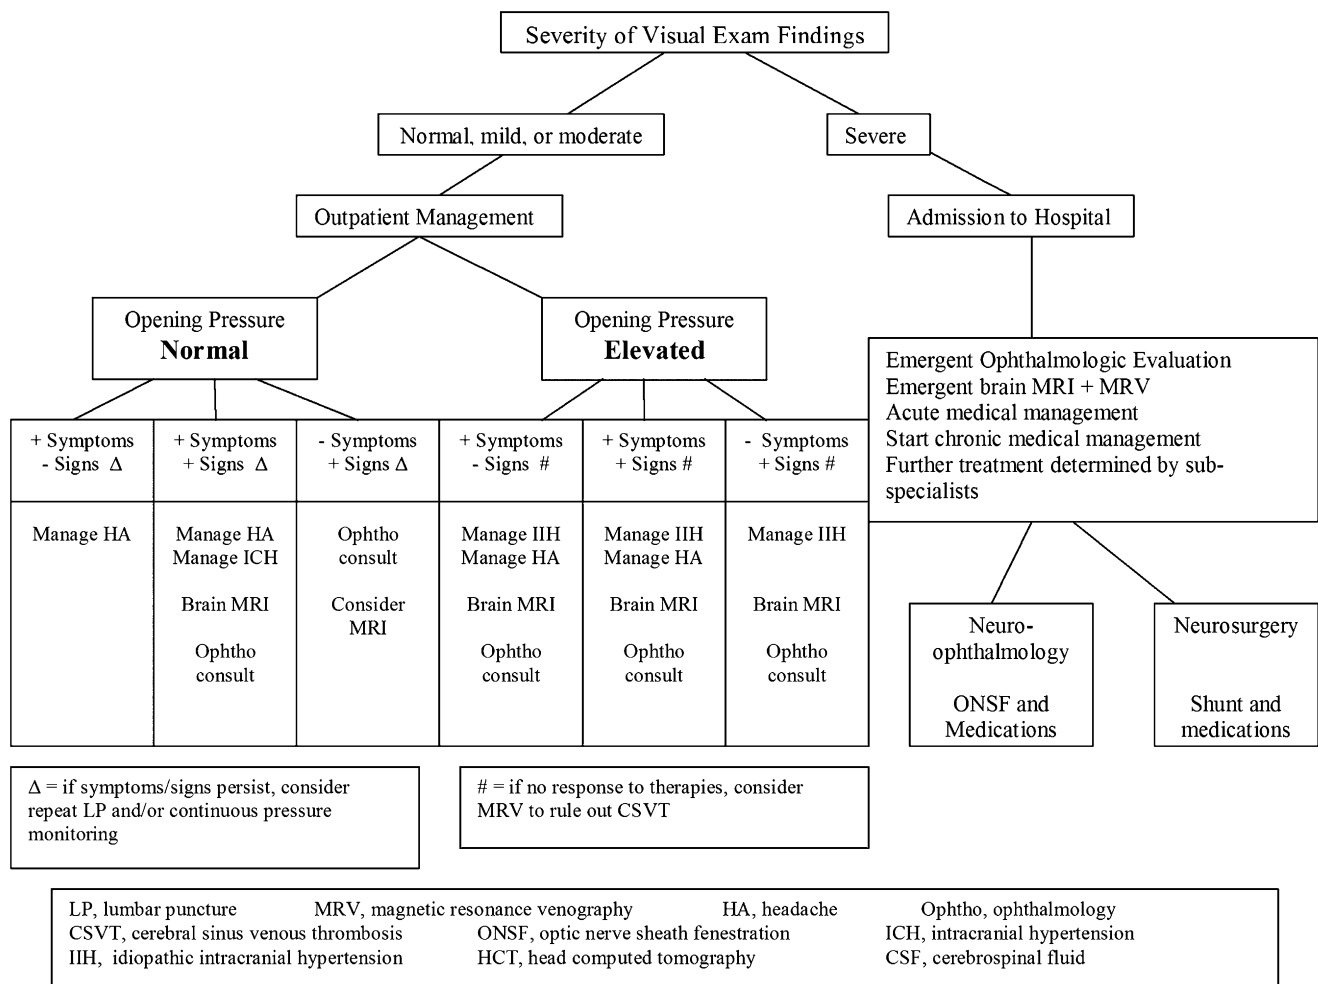 Severity of Visual Exam Findings
Normal, mild, or moderate
Severe
Outpatient Management
Admission to Hospital
Opening Pressure
Normal
Opening Pressure
Elevated
Emergent Ophthalmologic Evaluation
Emergent brain MRI + MRV
Acute medical management
Start chronic medical management
Further treatment determined by sub-
specialists
+ Symptoms
- Signs Δ
+ Symptoms
+ Signs Δ
- Symptoms
+ Signs Δ
+ Symptoms
- Signs #
+ Symptoms
+ Signs #
- Symptoms
+ Signs #
Manage HA
Manage HA
Manage ICH
Brain MRI
Ophtho
consult
Ophtho
consult
Consider
MRI
Manage IIH
Manage HA
Brain MRI
Ophtho
consult
Manage IIH
Manage HA
Brain MRI
Ophtho
consult
Manage IIH
Brain MRI
Ophtho
consult
Neuro-
ophthalmology
ONSF and
Medications
Neurosurgery
Shunt and
medications
Δ = if symptoms/signs persist, consider
repeat LP and/or continuous pressure
monitoring
# = if no response to therapies, consider
MRV to rule out CSVT
LP, lumbar puncture MRV, magnetic resonance venography HA, headache Ophtho, ophthalmology
CSVT, cerebral sinus venous thrombosis ONSF, optic nerve sheath fenestration ICH, intracranial hypertension
IIH, idiopathic intracranial hypertension HCT, head computed tomography CSF, cerebrospinal fluid